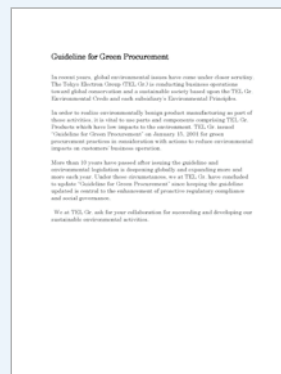 Guideline for Green Procurement
In recent years, global environmental issues have come under closer scrutiny.
The Tokyo Electron Group (TEL Gr.) is conducting business operations
toward global conservation and a sustainable society based upon the TEL Gr.
Environmental Credo and each subsidiary's Environmental Principles.
In order to realize environmentally benign product manufacturing as part of
these activities, it is vital to use parts and components comprising TEL Gr.
Products which have low impacts to the environment. TEL Gr. issued
"Guideline for Green Procurement" on January 15, 2001 for green
procurement practices in consideration with actions to reduce environmental
impacts on customers' business operation.
More than 10 years have passed after issuing the guideline and
environmental legislation is deepening globally and expanding more and
more each year. Under these circumstances, we at TEL Gr. have concluded
to update "Guideline for Green Procurement" since keeping the guideline
updated is central to the enhancement of proactive regulatory compliance
and social governance.
We at TEL Gr. ask for your collaboration for succeeding and developing our
sustainable environmental activities.